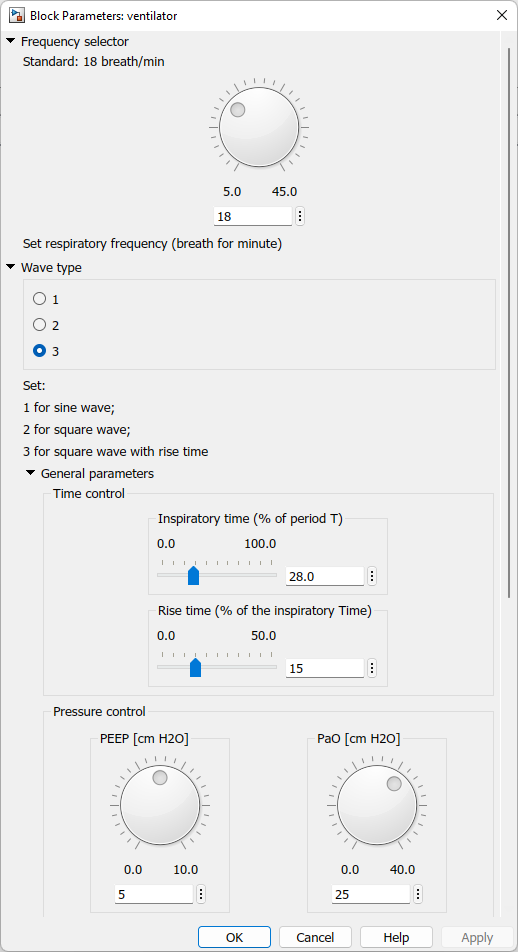 Block Parameters: ventilator
Frequency selector
Standard: 18 breath/min
5.0 45.0
18
Set respiratory frequency (breath for minute)
Wave type
1
2
3
Set:
1 for sine wave;
2 for square wave;
3 for square wave with rise time
General parameters
Time control
Inspiratory time (% of period T)
0.0 100.0
28.0
Rise time (% of the inspiratory Time)
0.0 50.0
15
Pressure control
PEEP [cm H2O] PaO [cm H2O]
0.0 10.0 0.0 40.0
5 25
OK Cancel Help Apply